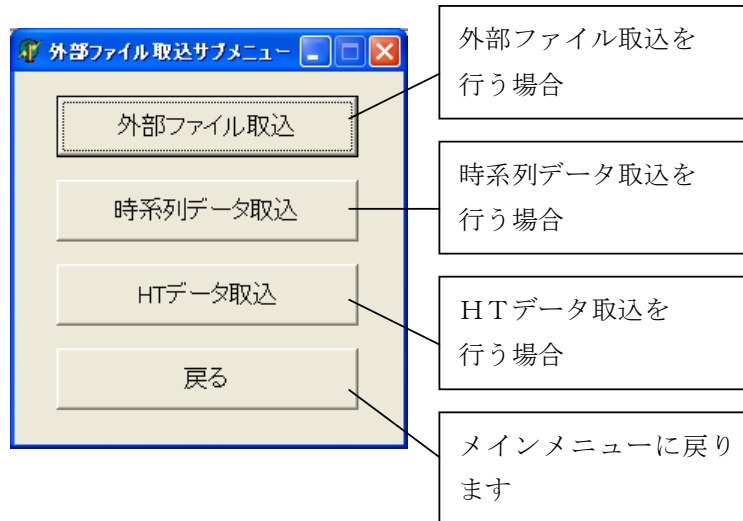 外部ファイル取込サブメニュー
外部ファイル取込
時系列データ取込
HTデータ取込
戻る
外部ファイル取込を
行う場合
時系列データ取込を
行う場合
ＨＴデータ取込を
行う場合
メインメニューに戻り
ます